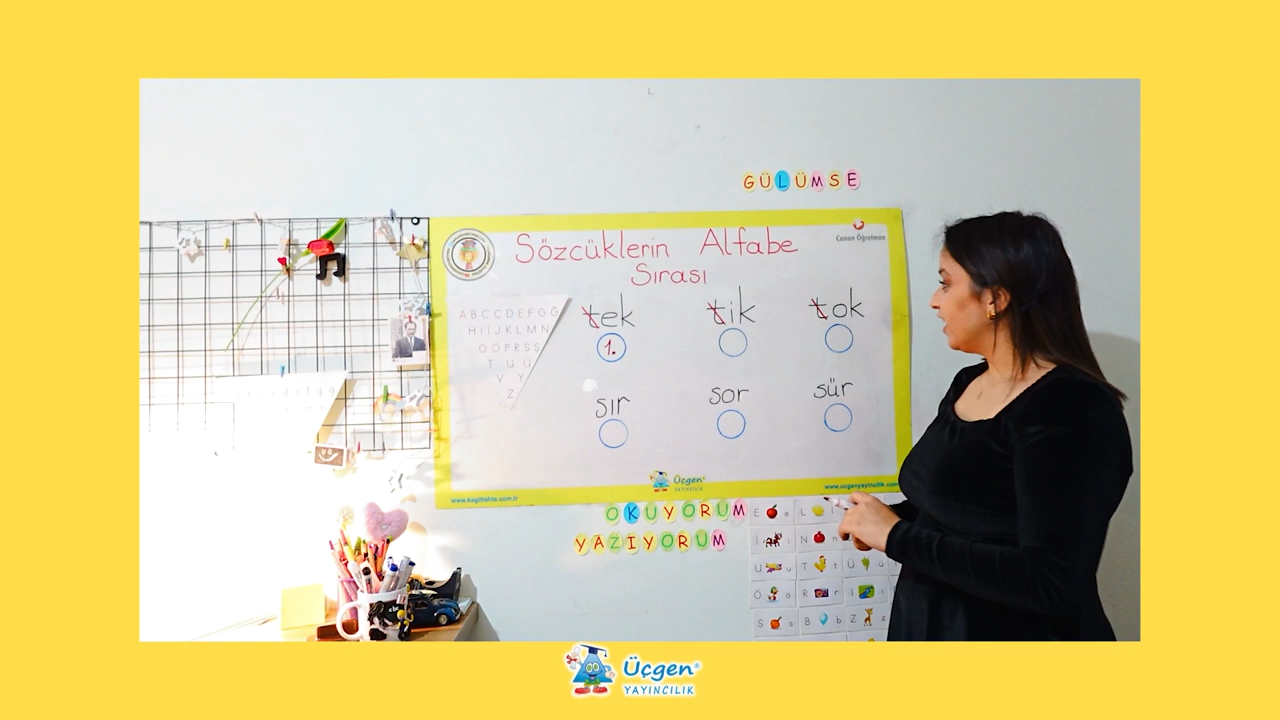 GÜLÜMSE
Canan Öğretmen
Sözcüklerin Alfabe
Sırası
ABCÇDEFGĞ
HIİJKLMN
OÖPRSŞ
TUÜ
VY
Z
tek tik tok
1.
sır sor sür
Üçgen
YAYINCILIK
www.kagittahta.com.tr
www.ucgenyayincilik.com
OKUYORUM
YAZIYORUM
E e L
İ i N
U u T t Ü ü
Ö ö R r I ı
S s B b Z z
Üçgen
YAYINCILIK